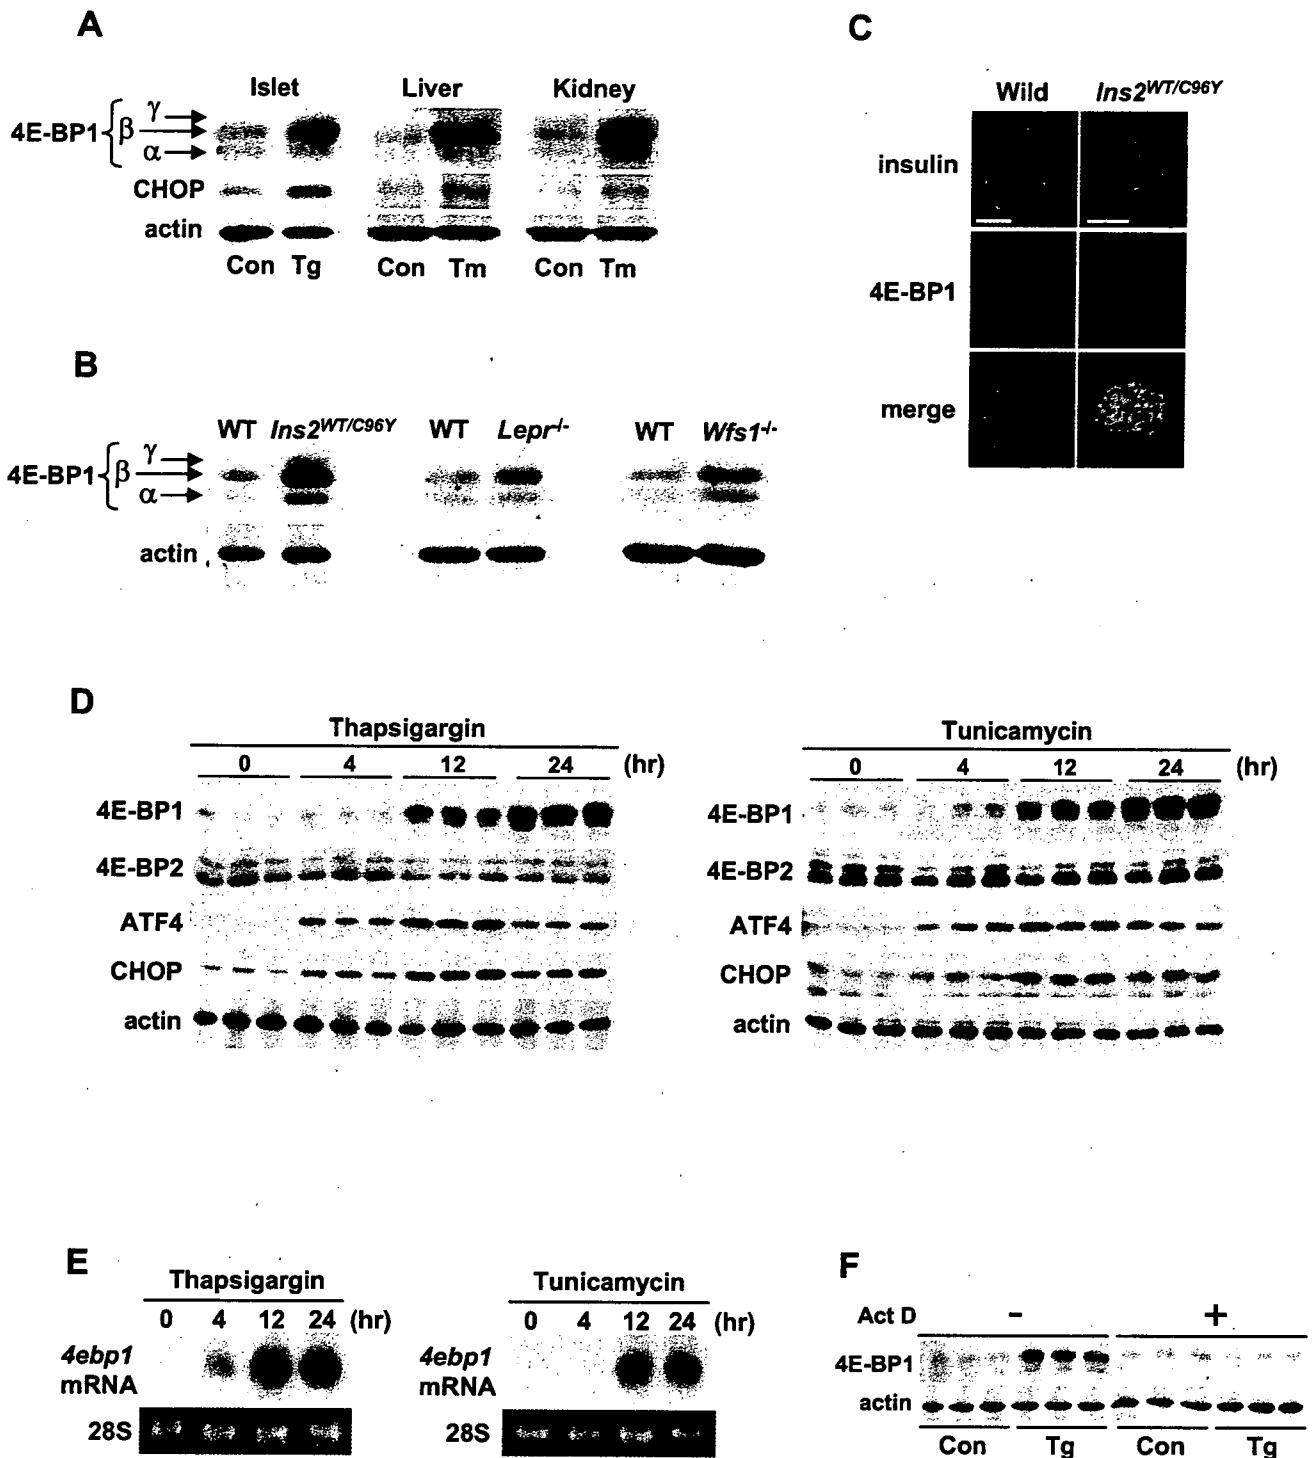 A
Islet Liver Kidney
4E-BP1 { γ β α
CHOP
actin
Con Tg Con Tm Con Tm
B
WT Ins2WT/C96Y WT Lepr-/- WT Wfs1-/-
4E-BP1 { γ β α
actin
C
Wild Ins2WT/C96Y
insulin
4E-BP1
merge
D
Thapsigargin
0 4 12 24 (hr)
4E-BP1
4E-BP2
ATF4
CHOP
actin
Tunicamycin
0 4 12 24 (hr)
4E-BP1
4E-BP2
ATF4
CHOP
actin
E
Thapsigargin
0 4 12 24 (hr)
4ebp1
mRNA
28S
Tunicamycin
0 4 12 24 (hr)
4ebp1
mRNA
28S
F
Act D - +
4E-BP1
actin
Con Tg Con Tg